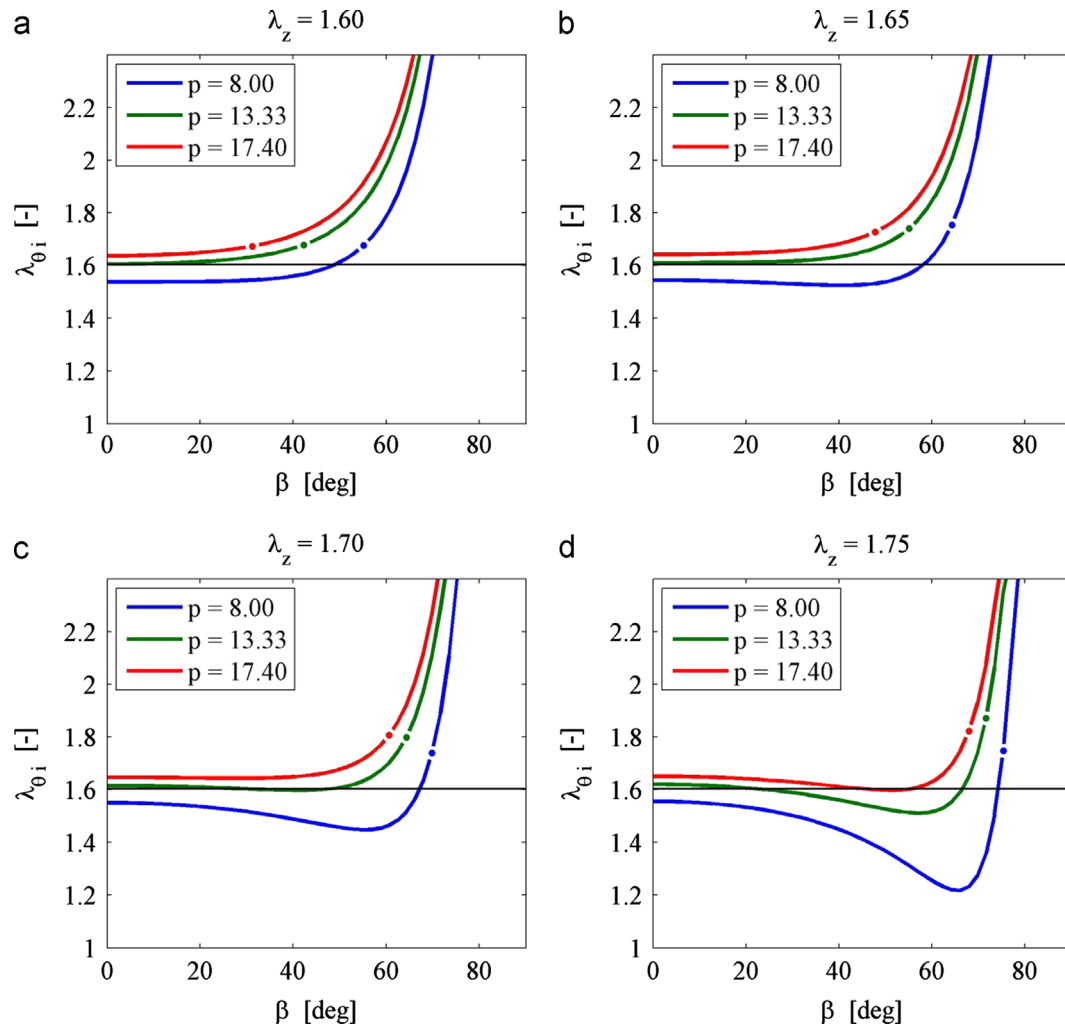 a
λz = 1.60
p = 8.00
p = 13.33
p = 17.40
2.2
2
1.8
1.6
1.4
1.2
1
λθ i [-]
0 20 40 60 80
β [deg]
b
λz = 1.65
p = 8.00
p = 13.33
p = 17.40
2.2
2
1.8
1.6
1.4
1.2
1
λθ i [-]
0 20 40 60 80
β [deg]
c
λz = 1.70
p = 8.00
p = 13.33
p = 17.40
2.2
2
1.8
1.6
1.4
1.2
1
λθ i [-]
0 20 40 60 80
β [deg]
d
λz = 1.75
p = 8.00
p = 13.33
p = 17.40
2.2
2
1.8
1.6
1.4
1.2
1
λθ i [-]
0 20 40 60 80
β [deg]